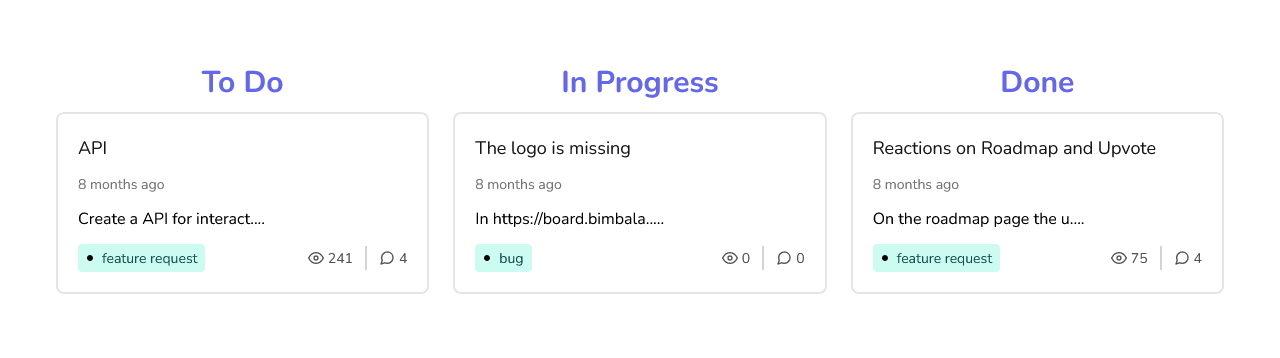 To Do
API
8 months ago
Create a API for interact....
feature request
241
4
In Progress
The logo is missing
8 months ago
In https://board.bimbala.....
bug
0
0
Done
Reactions on Roadmap and Upvote
8 months ago
On the roadmap page the u....
feature request
75
4